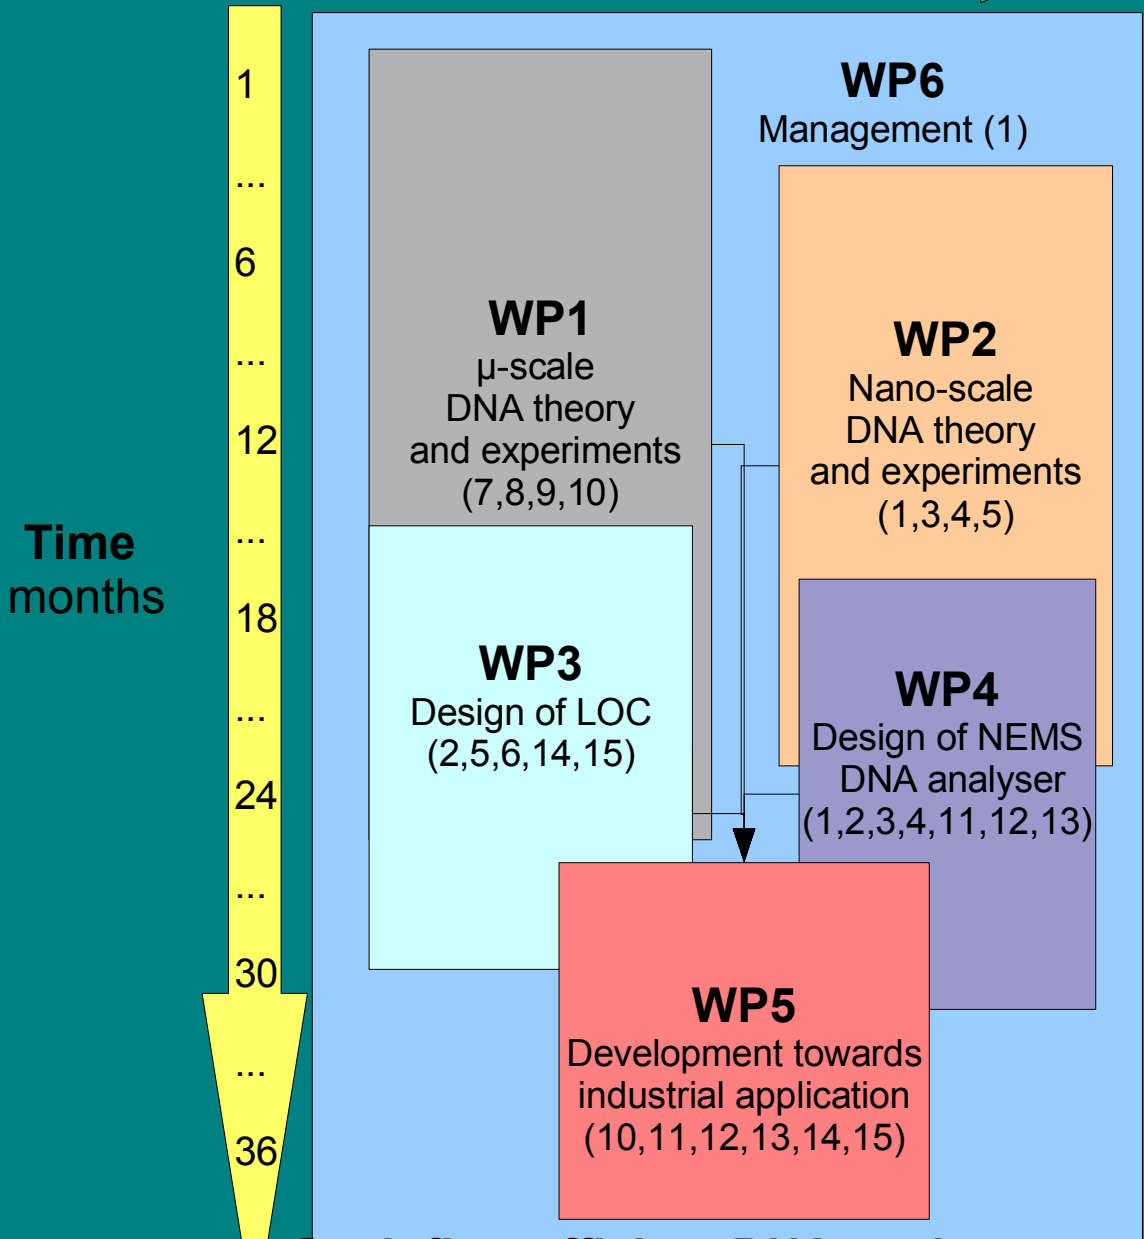 1
...
6
...
12
...
18
...
24
...
30
...
36
Time
months
WP6
Management (1)
WP1
µ-scale
DNA theory
and experiments
(7,8,9,10)
WP2
Nano-scale
DNA theory
and experiments
(1,3,4,5)
WP3
Design of LOC
(2,5,6,14,15)
WP4
Design of NEMS
DNA analyser
(1,2,3,4,11,12,13)
WP5
Development towards
industrial application
(10,11,12,13,14,15)